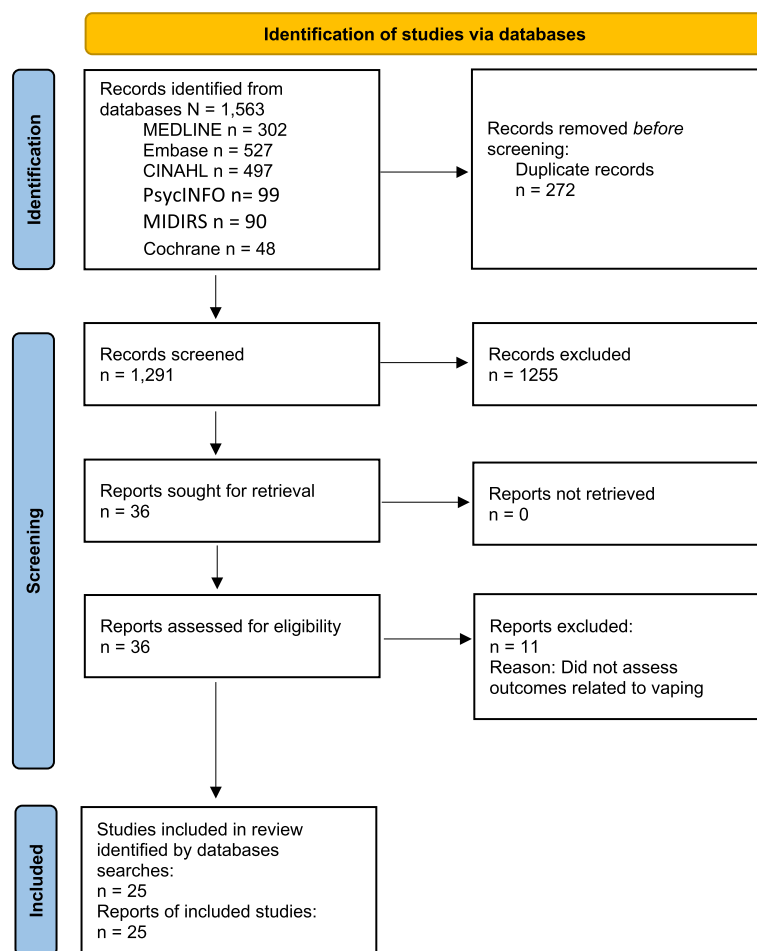 Identification of studies via databases
Identification
Records identified from
databases N = 1,563
MEDLINE n = 302
Embase n = 527
CINAHL n = 497
PsycINFO n= 99
MIDIRS n = 90
Cochrane n = 48
Records removed before
screening:
Duplicate records
n = 272
Screening
Records screened
n = 1,291
Records excluded
n = 1255
Reports sought for retrieval
n = 36
Reports not retrieved
n = 0
Reports assessed for eligibility
n = 36
Reports excluded:
n = 11
Reason: Did not assess
outcomes related to vaping
Included
Studies included in review
identified by databases
searches:
n = 25
Reports of included studies:
n = 25